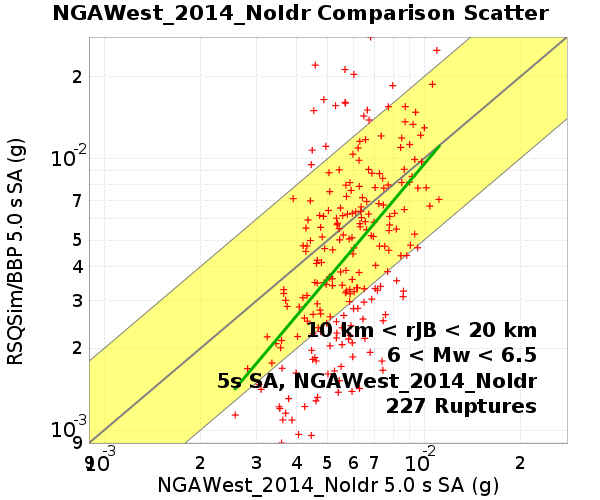 NGAWest_2014_NoIdr Comparison Scatter
RSQSim/BBP 5.0 s SA (g)
2
10-2
7
5
4
3
2
10-3
9
10 km < rJB < 20 km
6 < Mw < 6.5
5s SA, NGAWest_2014_NoIdr
227 Ruptures
9 10-3 2 3 4 5 6 7 10-2 2
NGAWest_2014_NoIdr 5.0 s SA (g)